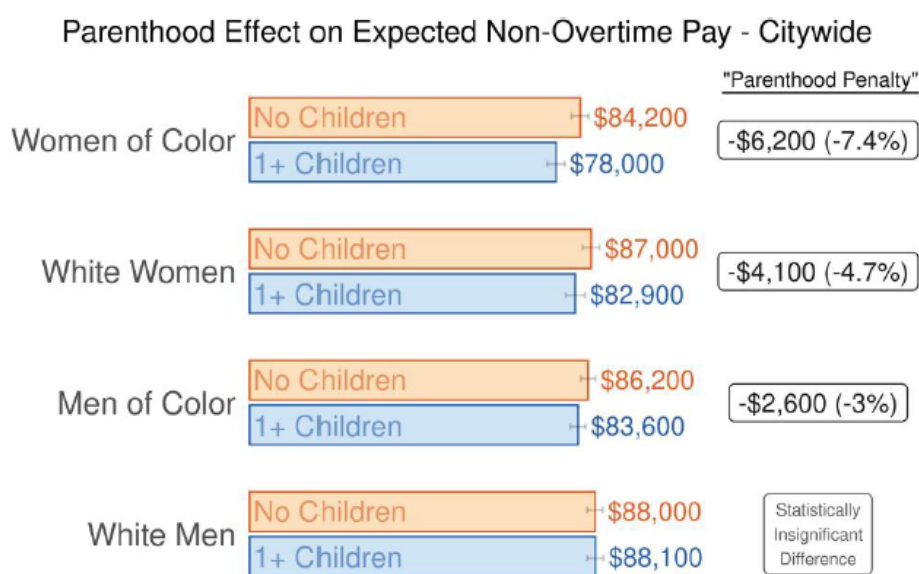 Parenthood Effect on Expected Non-Overtime Pay - Citywide
"Parenthood Penalty"
Women of Color
No Children
$84,200
1+ Children
$78,000
-$6,200 (-7.4%)
White Women
No Children
$87,000
1+ Children
$82,900
-$4,100 (-4.7%)
Men of Color
No Children
$86,200
1+ Children
$83,600
-$2,600 (-3%)
White Men
No Children
$88,000
1+ Children
$88,100
Statistically
Insignificant
Difference